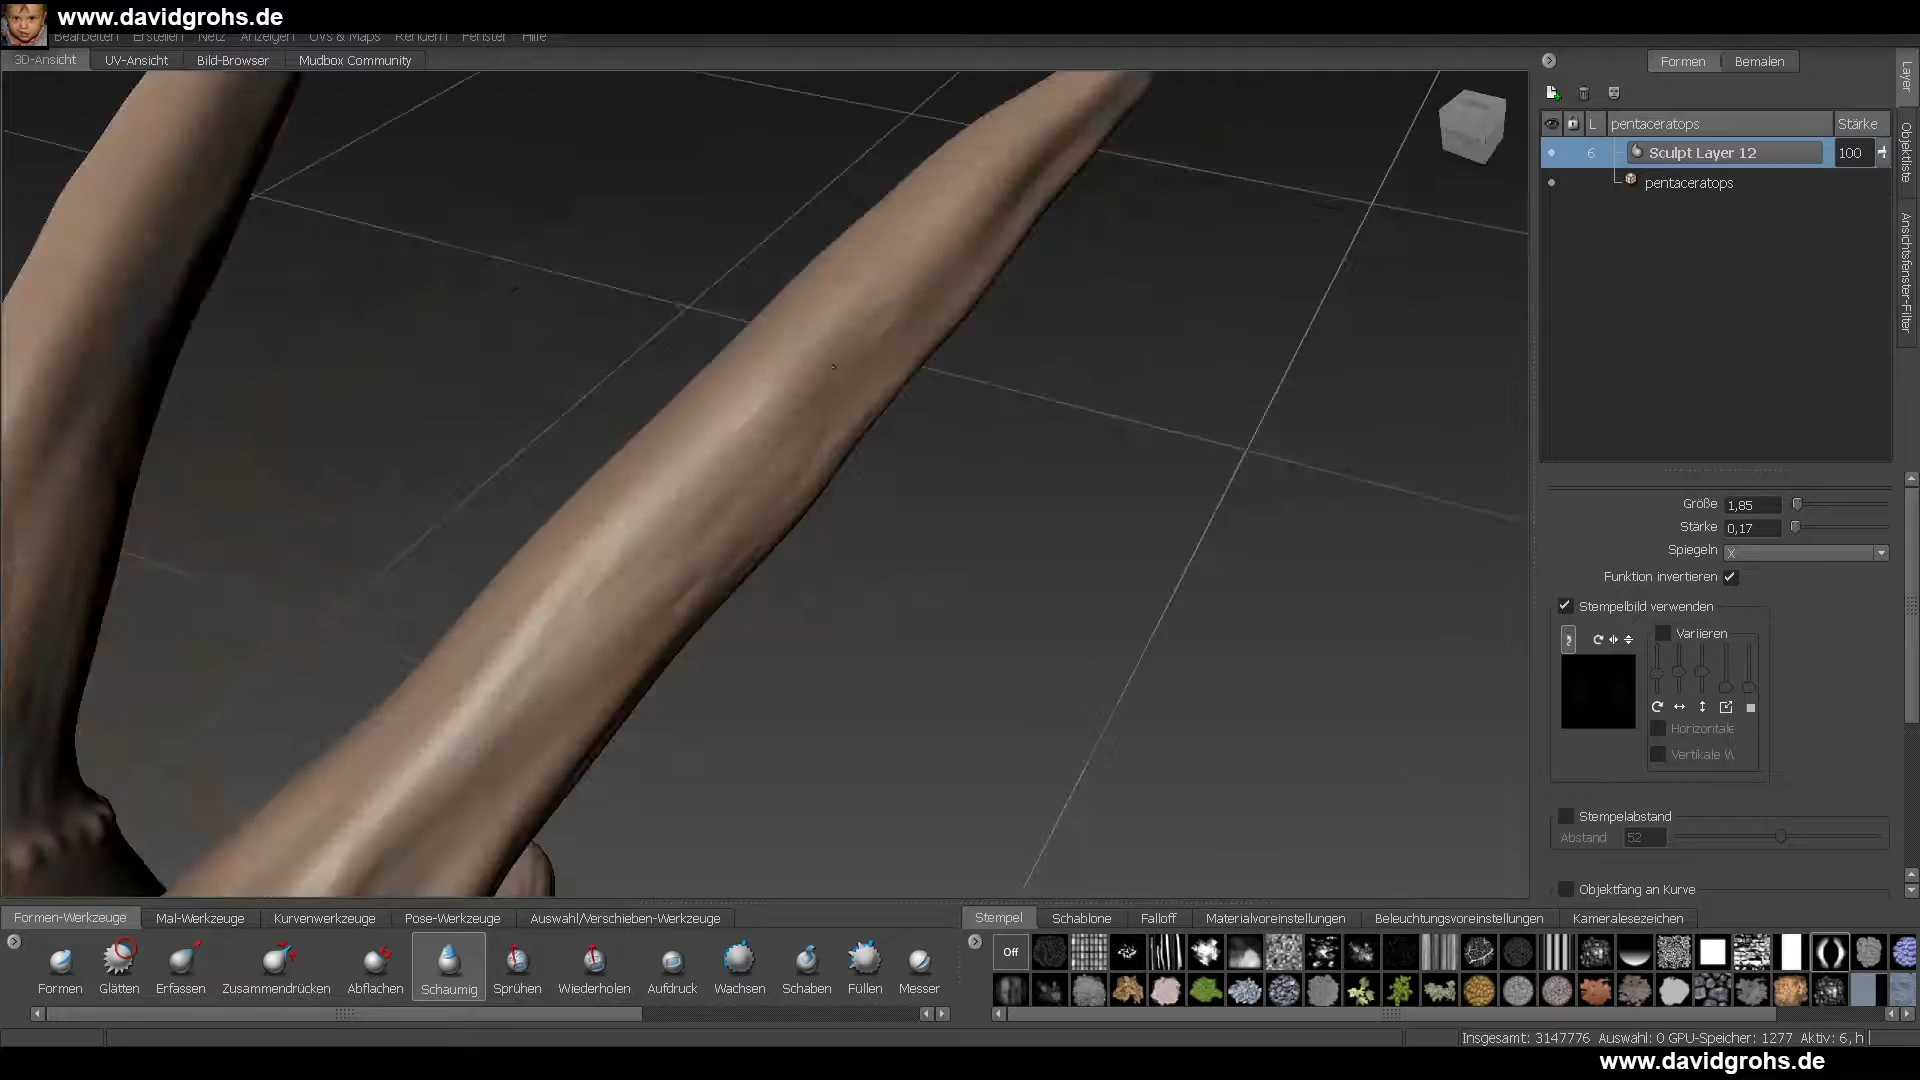 www.davidgrohs.de
Bearbeiten Erstellen Netz Anzeigen UVs & Maps Rendern Fenster Hilfe
3D-Ansicht UV-Ansicht Bild-Browser Mudbox Community
Formen Bemalen
L pentaceratops Stärke
6 Sculpt Layer 12 100
pentaceratops
Layer
Objektliste
Ansichtsfenster-Filter
Größe 1,85
Stärke 0,17
Spiegeln X
Funktion invertieren
Stempelbild verwenden
Variieren
Horizontale
Vertikale W
Stempelabstand
Abstand 52
Objektfang an Kurve
Formen-Werkzeuge Mal-Werkzeuge Kurvenwerkzeuge Pose-Werkzeuge Auswahl/Verschieben-Werkzeuge
Stempel Schablone Falloff Materialvoreinstellungen Beleuchtungsvoreinstellungen Kameralesezeichen
Off
Formen Glätten Erfassen Zusammendrücken Abflachen Schaumig Sprühen Wiederholen Aufdruck Wachsen Schaben Füllen Messer
Insgesamt: 3147776 Auswahl: 0 GPU-Speicher: 1277 Aktiv: 6, h
www.davidgrohs.de